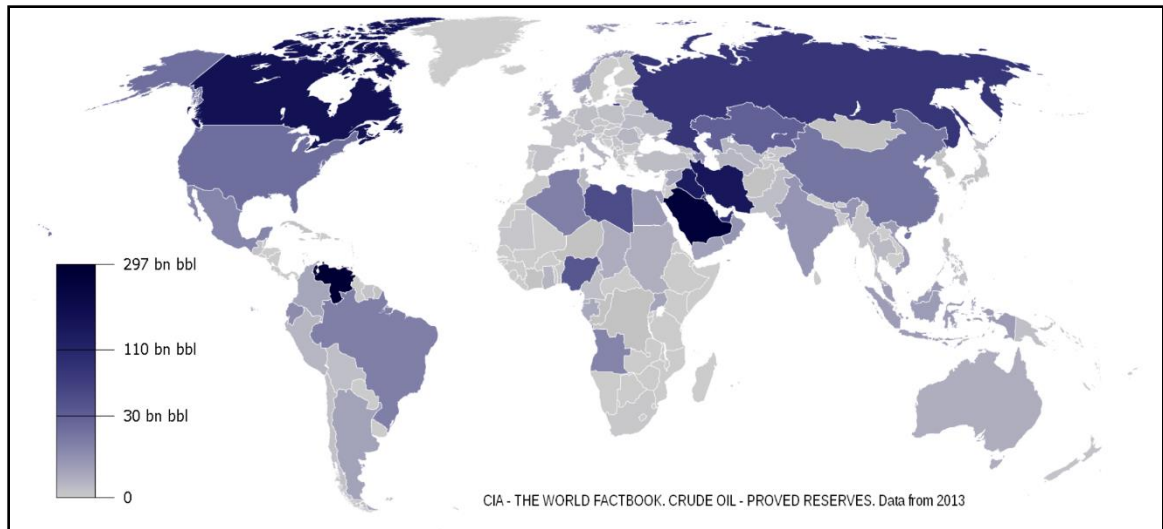 297 bn bbl
110 bn bbl
30 bn bbl
0
CIA - THE WORLD FACTBOOK. CRUDE OIL - PROVED RESERVES. Data from 2013